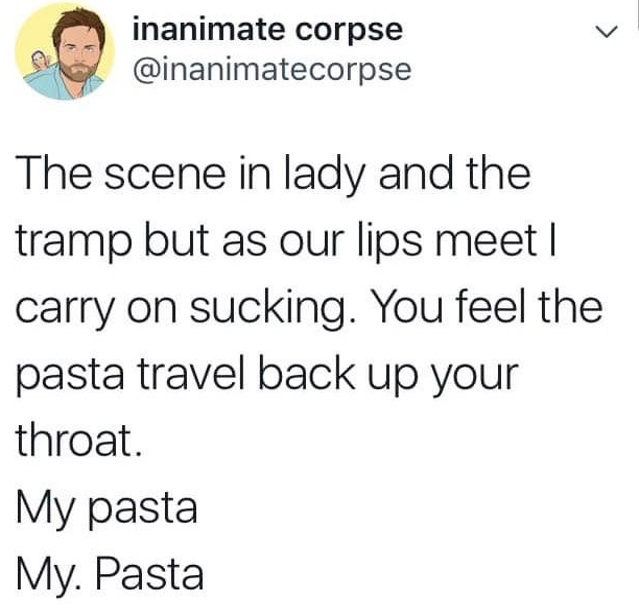 inanimate corpse
@inanimatecorpse
The scene in lady and the
tramp but as our lips meet I
carry on sucking. You feel the
pasta travel back up your
throat.
My pasta
My. Pasta